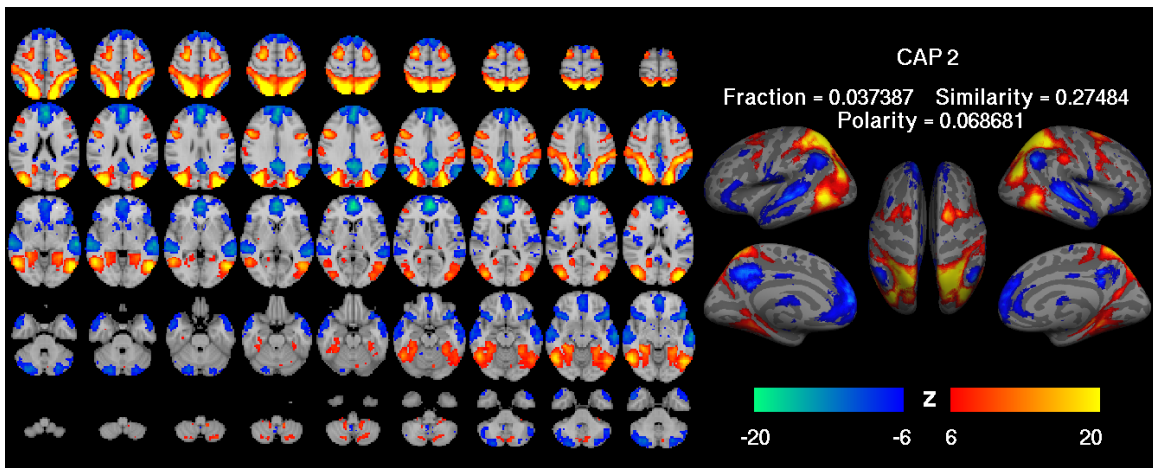 CAP 2
Fraction = 0.037387 Similarity = 0.27484
Polarity = 0.068681
Z
-20 -6 6 20